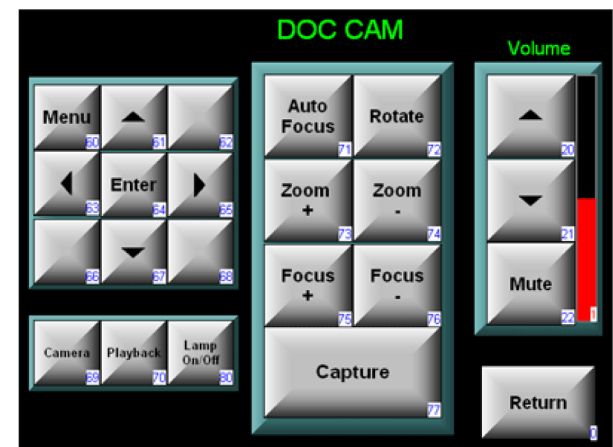 DOC CAM
Volume
Menu
60
61
62
63
Enter
64
65
66
67
68
Camera
69
Playback
70
Lamp
On/Off
80
Auto
Focus
71
Rotate
72
Zoom
+
73
Zoom
-
74
Focus
+
75
Focus
-
76
Capture
77
20
21
Mute
22
1
Return
0